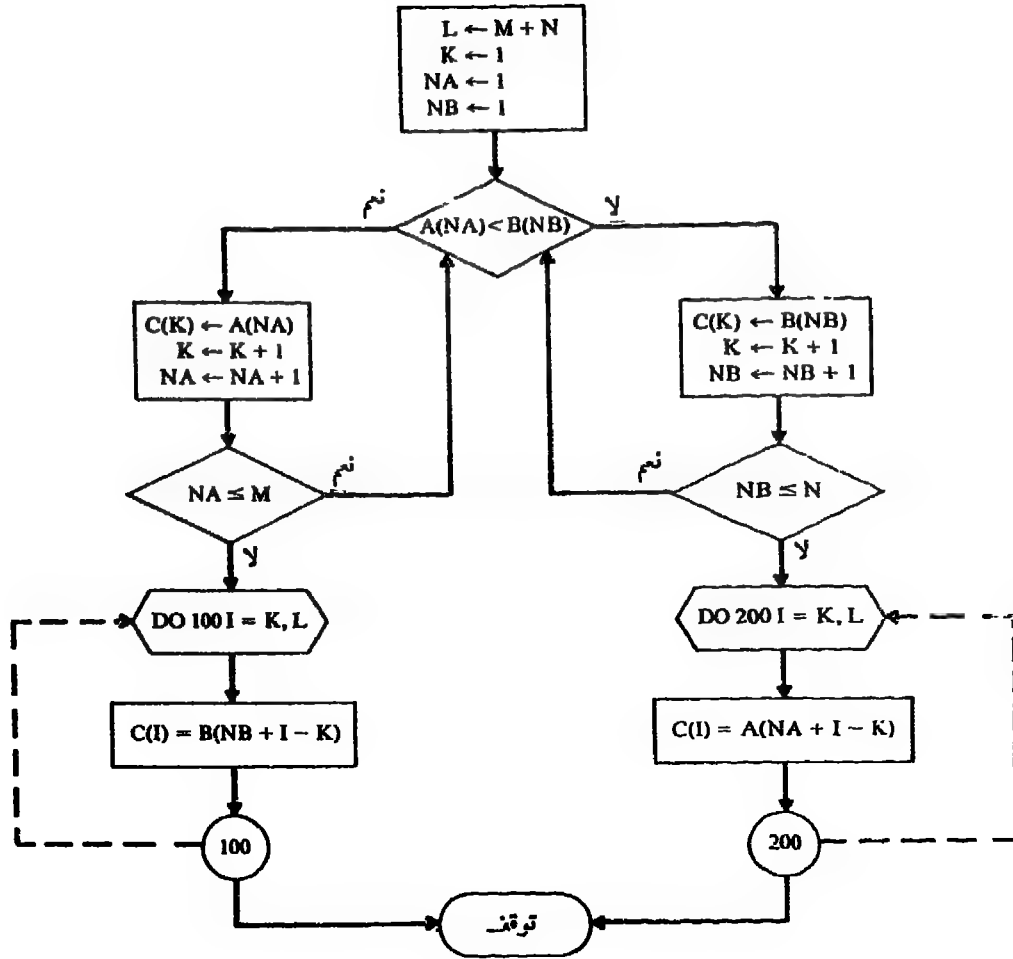 L ← M + N
K ← 1
NA ← 1
NB ← 1
نعم
A(NA) < B(NB)
لا
C(K) ← A(NA)
K ← K + 1
NA ← NA + 1
C(K) ← B(NB)
K ← K + 1
NB ← NB + 1
NA ≤ M
نعم
نعم
NB ≤ N
لا
لا
DO 100 I = K, L
DO 200 I = K, L
C(I) = B(NB + I − K)
C(I) = A(NA + I − K)
100
200
توقف